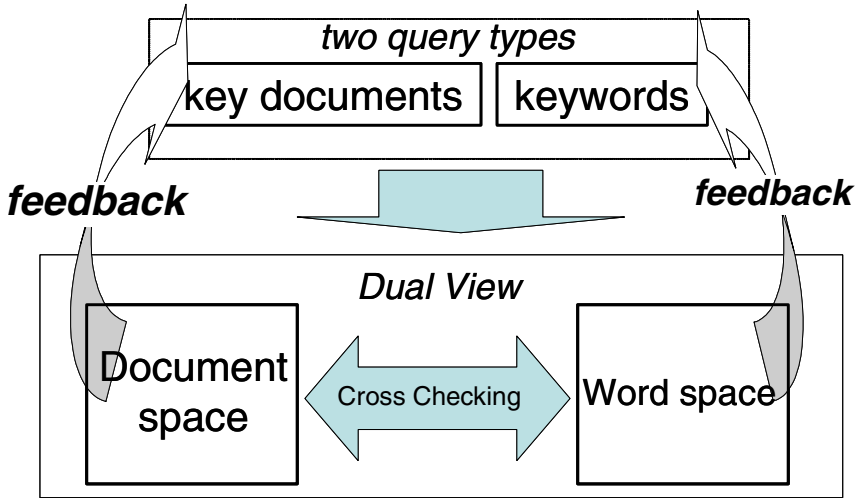 two query types
key documents
keywords
feedback
feedback
Dual View
Document
space
Cross Checking
Word space